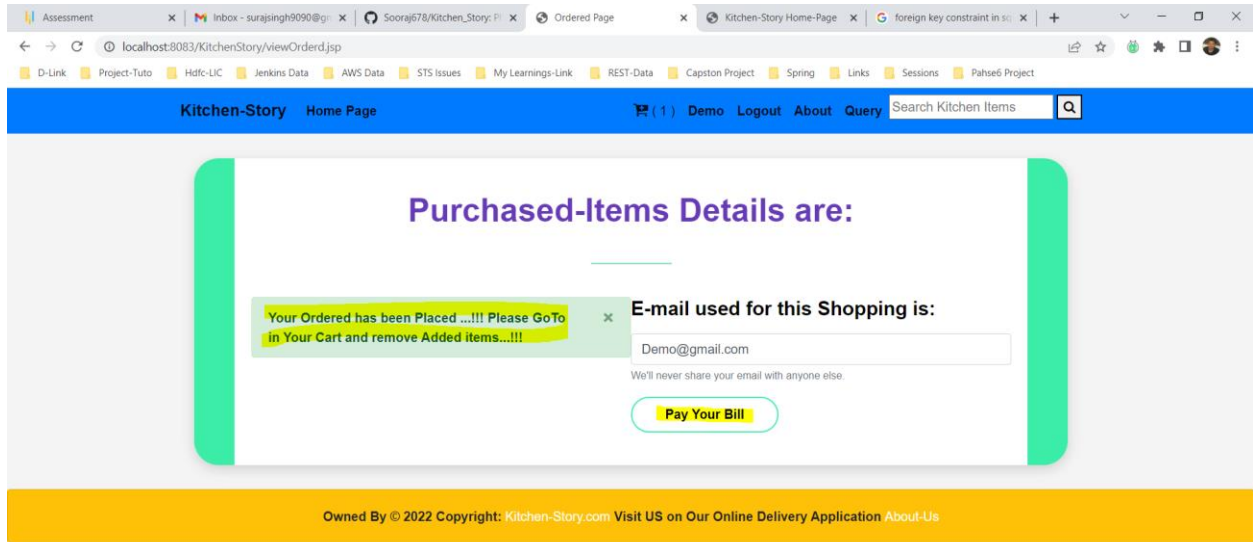 Assessment
Inbox - surajsingh9090@g
Sooraj678/Kitchen_Story: P
Ordered Page
Kitchen-Story Home-Page
foreign key constraint in sq
localhost:8083/KitchenStory/viewOrderd.jsp
D-Link Project-Tuto Hdfc-LIC Jenkins Data AWS Data STS Issues My Learnings-Link REST-Data Capston Project Spring Links Sessions Pahse6 Project
Kitchen-Story Home Page ( 1 ) Demo Logout About Query Search Kitchen Items
Purchased-Items Details are:
Your Ordered has been Placed ...!!! Please GoTo
in Your Cart and remove Added items...!!!
×
E-mail used for this Shopping is:
Demo@gmail.com
We'll never share your email with anyone else.
Pay Your Bill
Owned By © 2022 Copyright: Kitchen-Story.com Visit US on Our Online Delivery Application About-Us